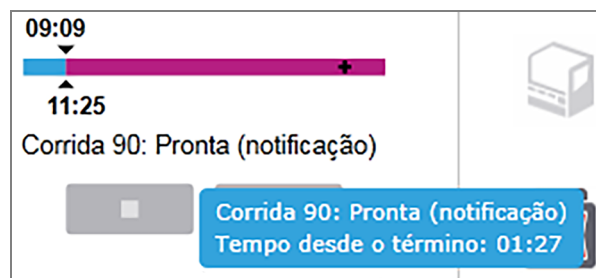 09:09
11:25
Corrida 90: Pronta (notificação)
Corrida 90: Pronta (notificação)
Tempo desde o término: 01:27